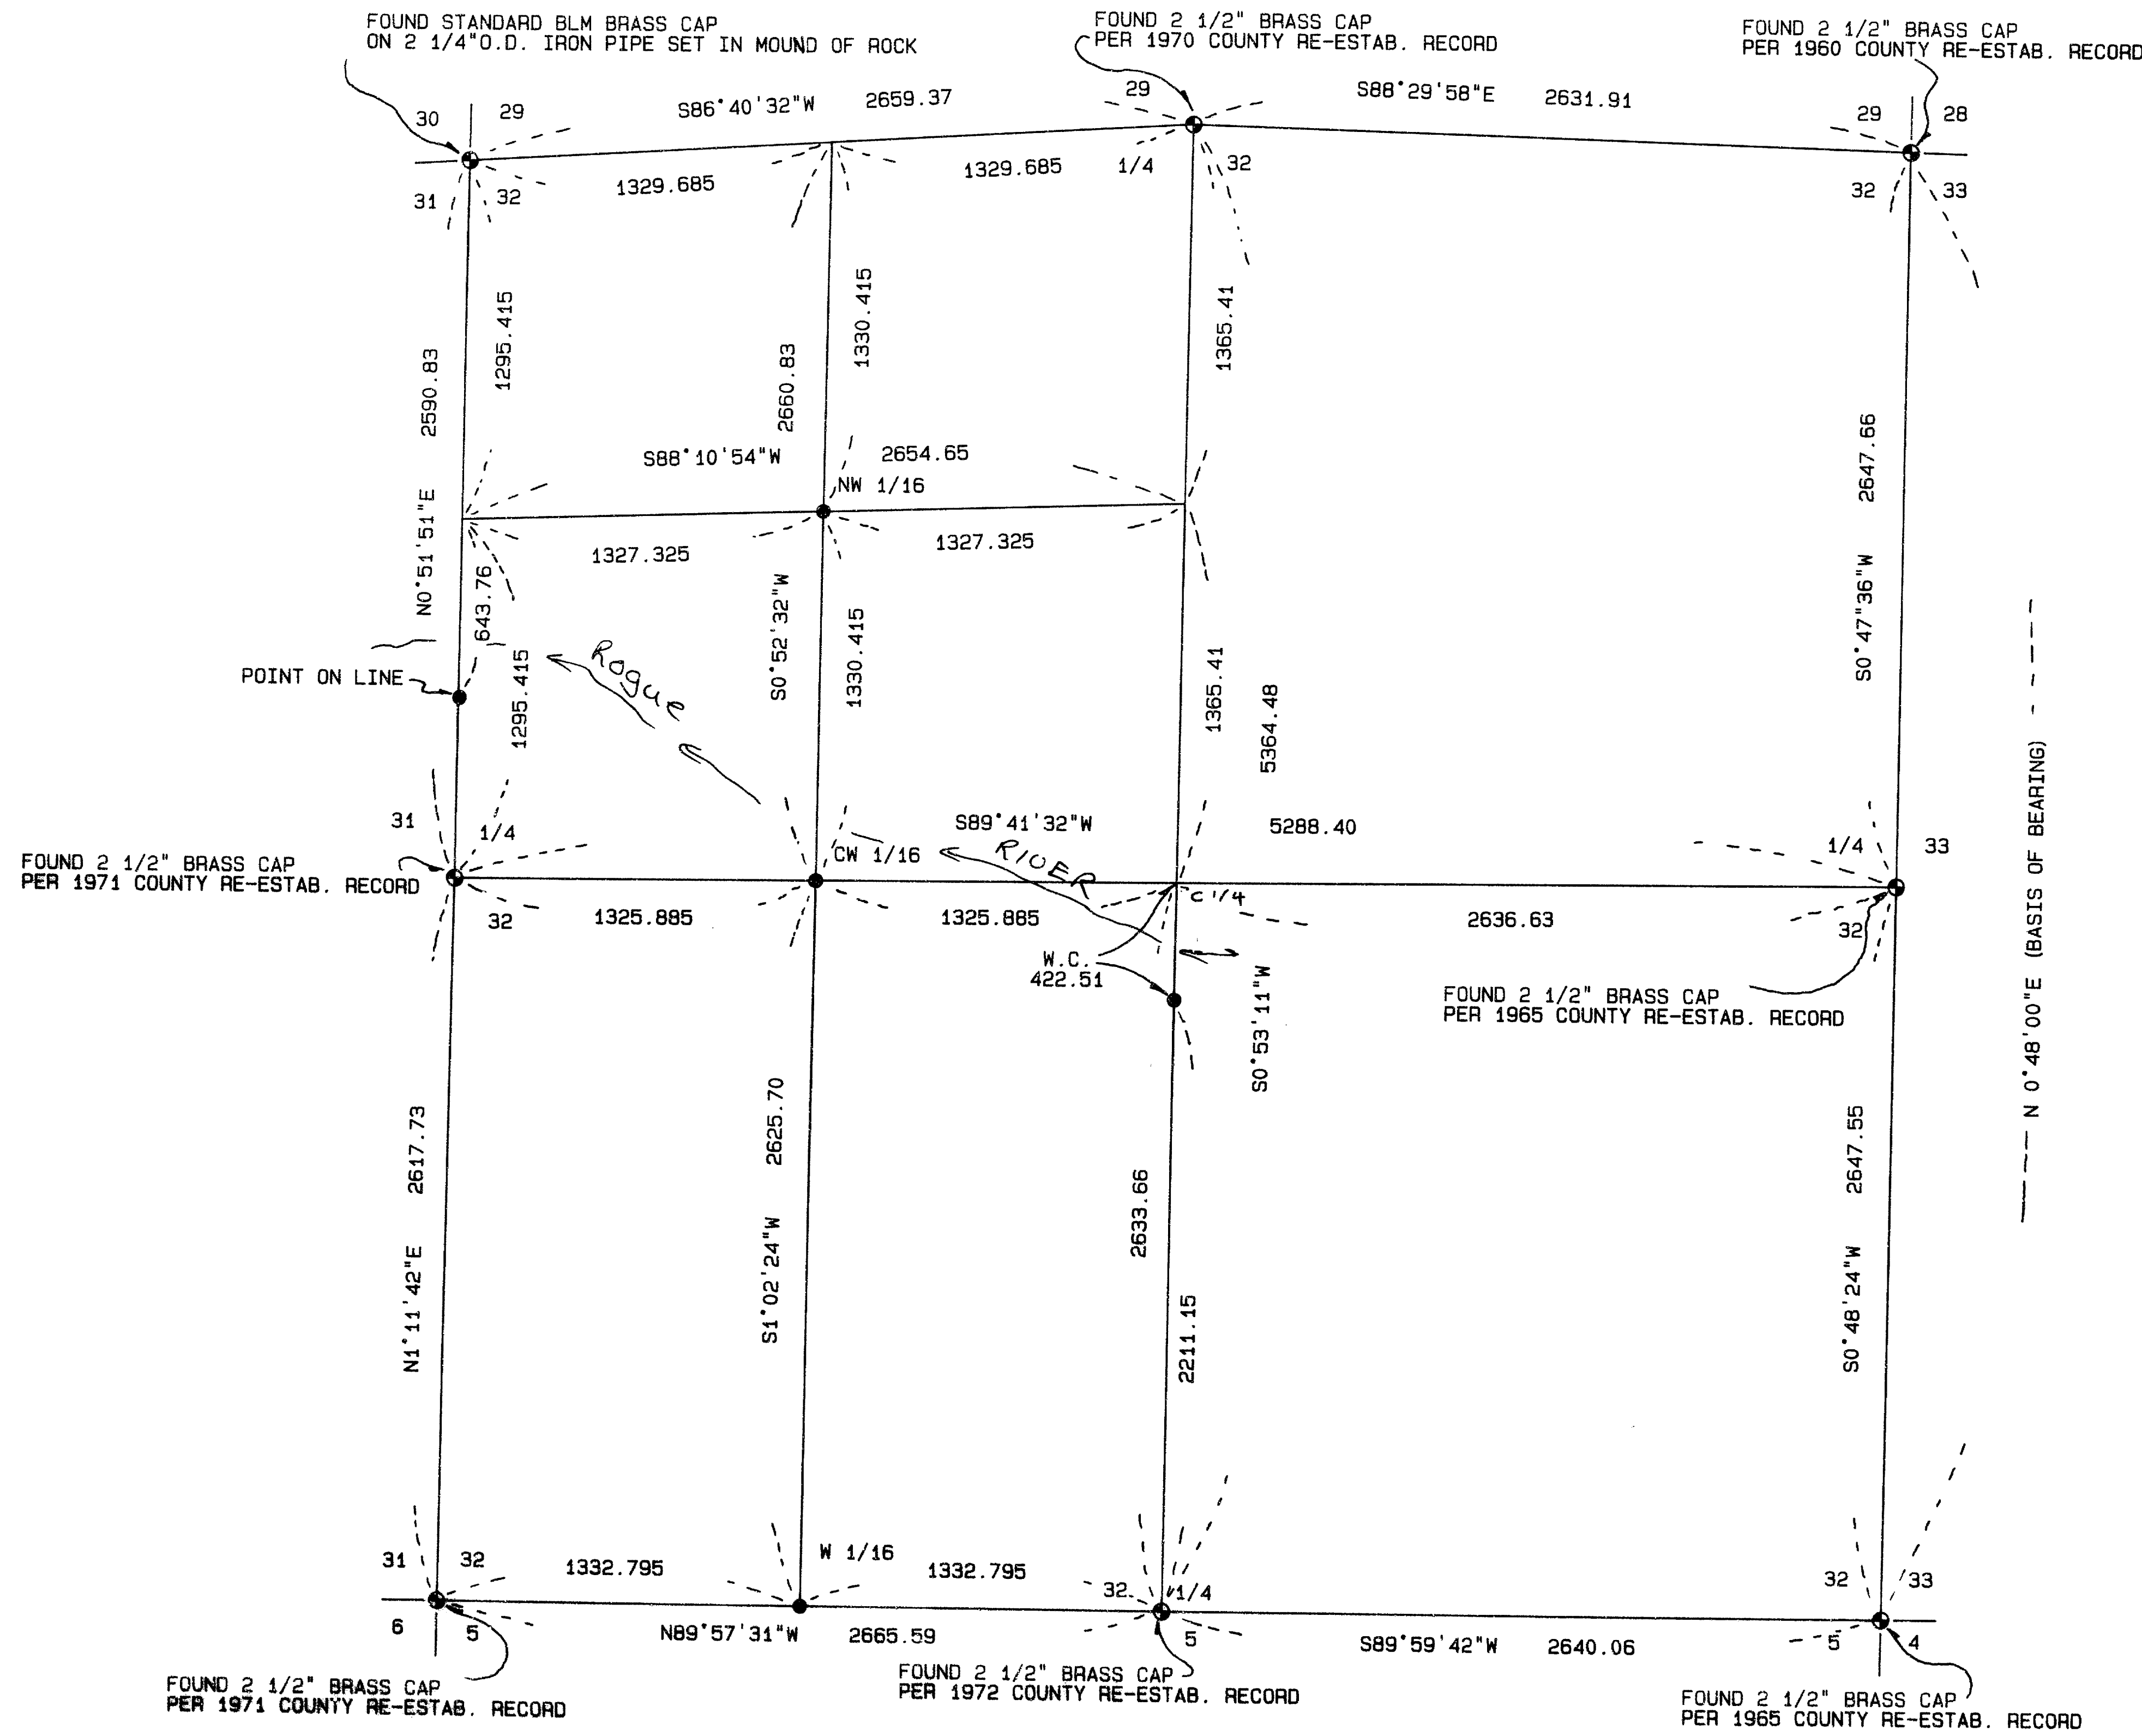 FOUND STANDARD BLM BRASS CAP
ON 2 1/4"O.D. IRON PIPE SET IN MOUND OF ROCK
FOUND 2 1/2" BRASS CAP
PER 1970 COUNTY RE-ESTAB. RECORD
FOUND 2 1/2" BRASS CAP
PER 1960 COUNTY RE-ESTAB. RECORD
30
29
S86°40'32"W 2659.37
29
S88°29'58"E 2631.91
29
28
31
32
1329.685
1329.685
1/4
32
32
33
2590.83
1295.415
2660.83
1330.415
1365.41
2647.66
S88°10'54"W 2654.65
NW 1/16
1327.325
1327.325
N0°51'51"E
643.76
S0°52'32"W
1330.415
S0°47"36"W
POINT ON LINE
1295.415
Rogue
1365.41
5364.48
N 0°48'00"E (BASIS OF BEARING)
31
1/4
S89°41'32"W
5288.40
CW 1/16
RIVER
1/4
33
FOUND 2 1/2" BRASS CAP
PER 1971 COUNTY RE-ESTAB. RECORD
32
1325.885
1325.885
C 1/4
2636.63
32
W.C.
422.51
S0°53'11"W
FOUND 2 1/2" BRASS CAP
PER 1965 COUNTY RE-ESTAB. RECORD
2617.73
2625.70
2633.66
2647.55
N1°11'42"E
S1°02'24"W
2211.15
S0°48'24"W
31
32
1332.795
W 1/16
1332.795
32
1/4
32
33
6
5
N89°57'31"W 2665.59
5
S89°59'42"W 2640.06
5
4
FOUND 2 1/2" BRASS CAP
PER 1971 COUNTY RE-ESTAB. RECORD
FOUND 2 1/2" BRASS CAP
PER 1972 COUNTY RE-ESTAB. RECORD
FOUND 2 1/2" BRASS CAP
PER 1965 COUNTY RE-ESTAB. RECORD